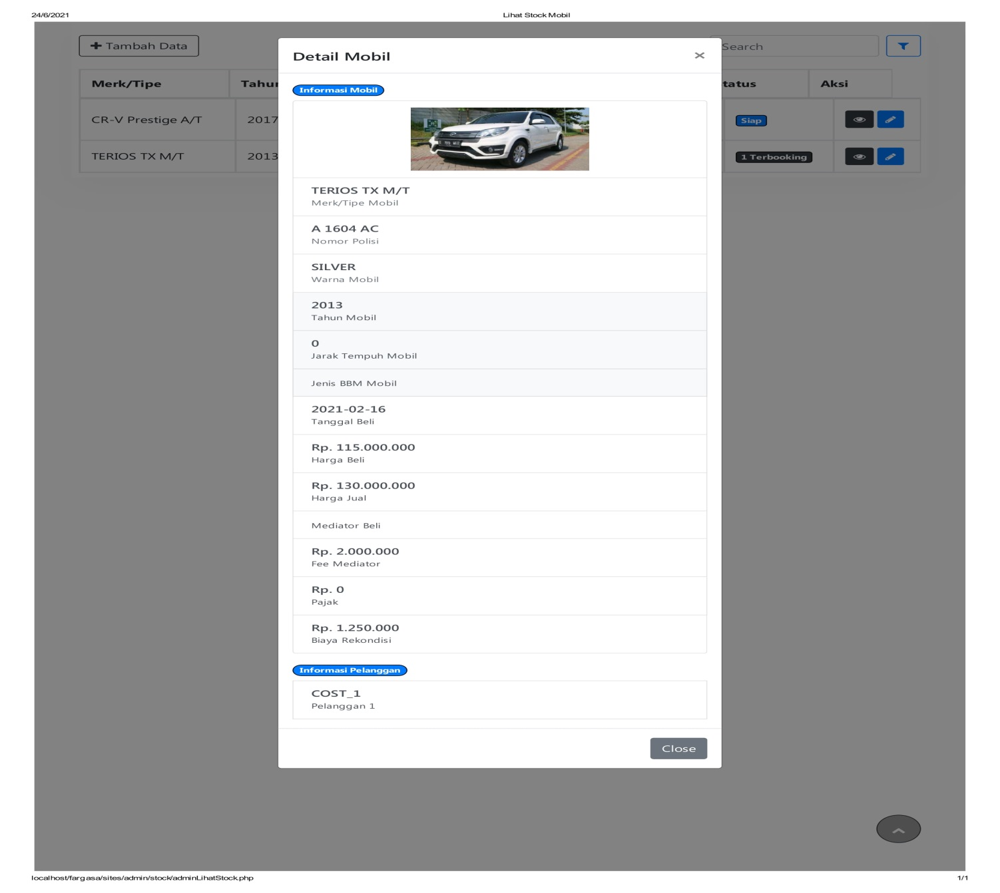 24/6/2021
Lihat Stock Mobil
Tambah Data
Search
Merk/Tipe
Aksi
CR-V Prestige A/T
2017
Siap
TERIOS TX M/T
2013
1 Terbooking
Detail Mobil
×
Informasi Mobil
TERIOS TX M/T
Merk/Tipe Mobil
A 1604 AC
Nomor Polisi
SILVER
Warna Mobil
2013
Tahun Mobil
0
Jarak Tempuh Mobil
Jenis BBM Mobil
2021-02-16
Tanggal Beli
Rp. 115.000.000
Harga Beli
Rp. 130.000.000
Harga Jual
Mediator Beli
Rp. 2.000.000
Fee Mediator
Rp. 0
Pajak
Rp. 1.250.000
Biaya Rekondisi
Informasi Pelanggan
COST_1
Pelanggan 1
Close
localhost/fargasa/sites/admin/stock/adminLihatStock.php
1/1